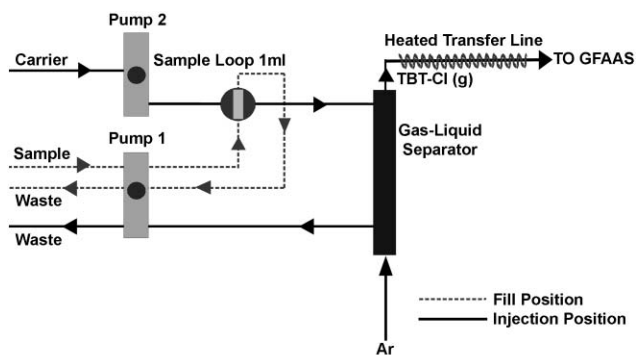 Pump 2
Carrier
Sample Loop 1ml
Heated Transfer Line
TO GFAAS
TBT-Cl (g)
Pump 1
Gas-Liquid
Separator
Sample
Waste
Waste
Fill Position
Injection Position
Ar